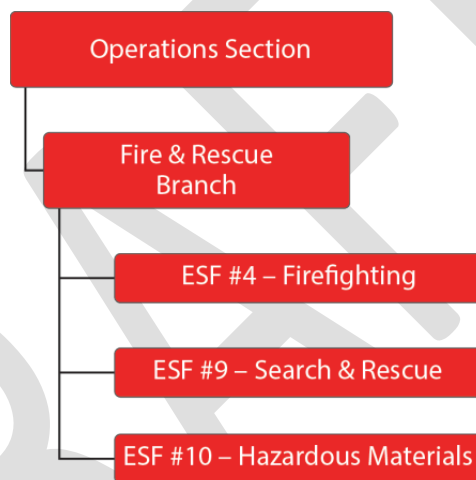 Operations Section
Fire & Rescue
Branch
ESF #4 – Firefighting
ESF #9 – Search & Rescue
ESF #10 – Hazardous Materials